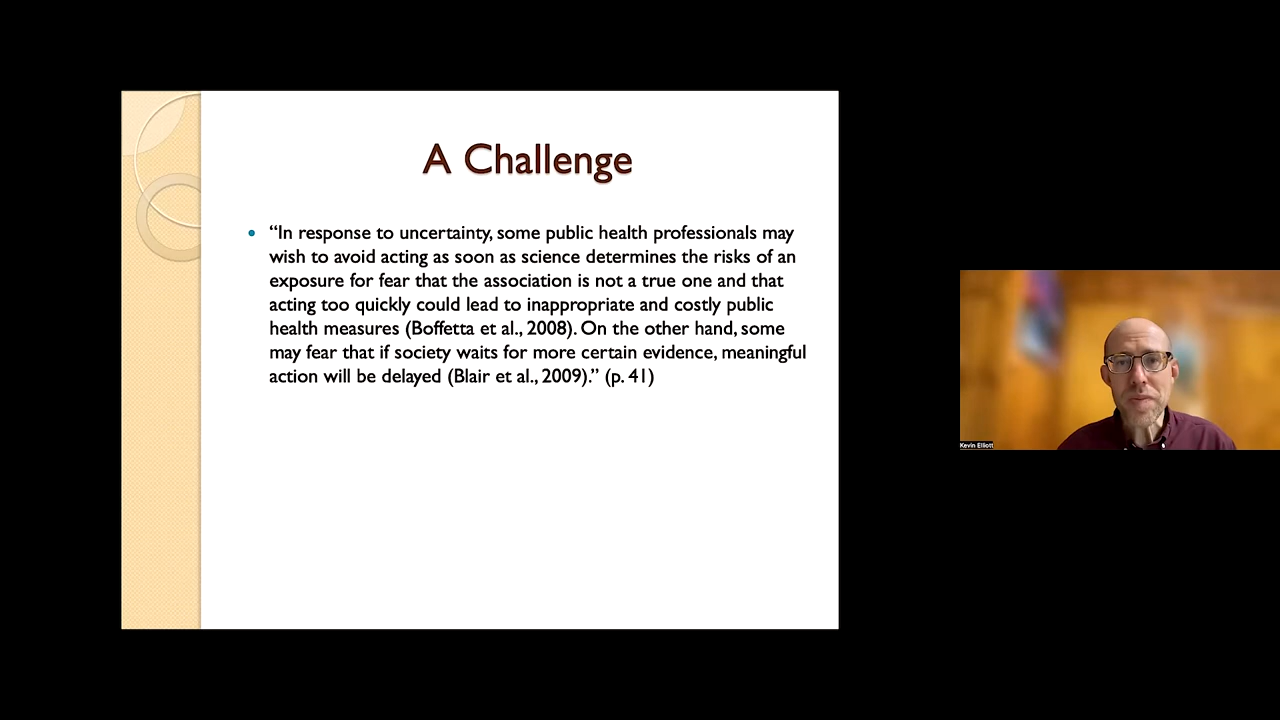 A Challenge
• “In response to uncertainty, some public health professionals may
wish to avoid acting as soon as science determines the risks of an
exposure for fear that the association is not a true one and that
acting too quickly could lead to inappropriate and costly public
health measures (Boffetta et al., 2008). On the other hand, some
may fear that if society waits for more certain evidence, meaningful
action will be delayed (Blair et al., 2009).” (p. 41)
Kevin Elliott